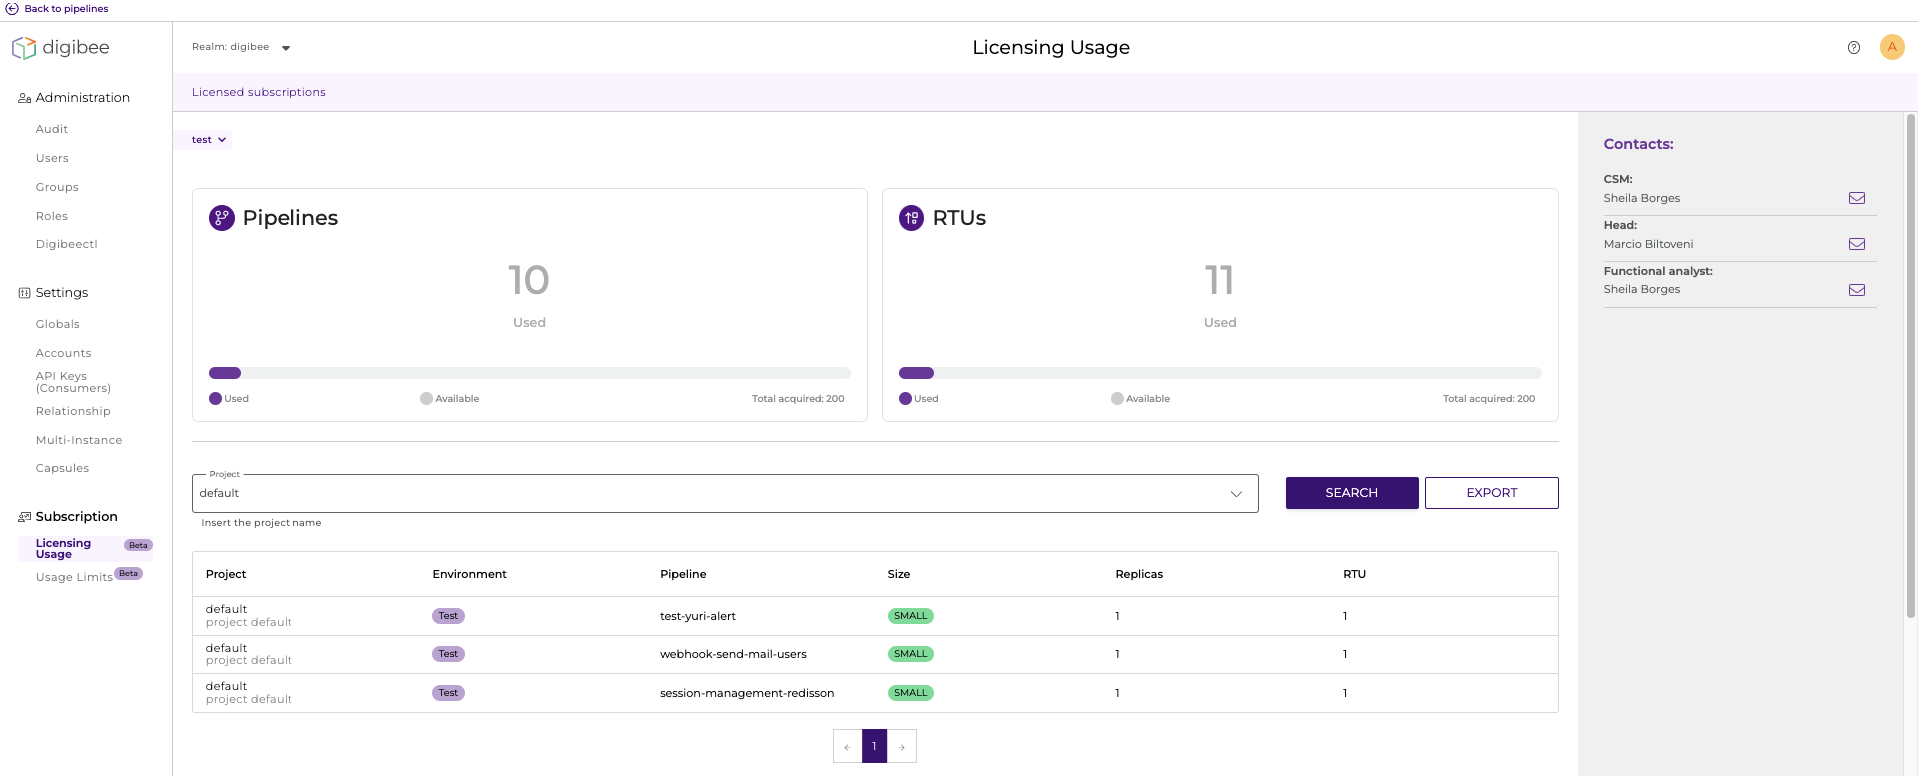 Back to pipelines
digibee
Realm: digibee
Licensing Usage
A
Licensed subscriptions
Administration
Audit
Users
Groups
Roles
Digibeectl
Settings
Globals
Accounts
API Keys
(Consumers)
Relationship
Multi-Instance
Capsules
Subscription
Licensing
Usage
Beta
Usage Limits
Beta
test
Pipelines
10
Used
Used
Available
Total acquired: 200
RTUs
11
Used
Used
Available
Total acquired: 200
Project
default
Insert the project name
SEARCH
EXPORT
Project Environment Pipeline Size Replicas RTU
default
project default
Test test-yuri-alert SMALL 1 1
default
project default
Test webhook-send-mail-users SMALL 1 1
default
project default
Test session-management-redisson SMALL 1 1
← 1 →
Contacts:
CSM:
Sheila Borges
Head:
Marcio Biltoveni
Functional analyst:
Sheila Borges